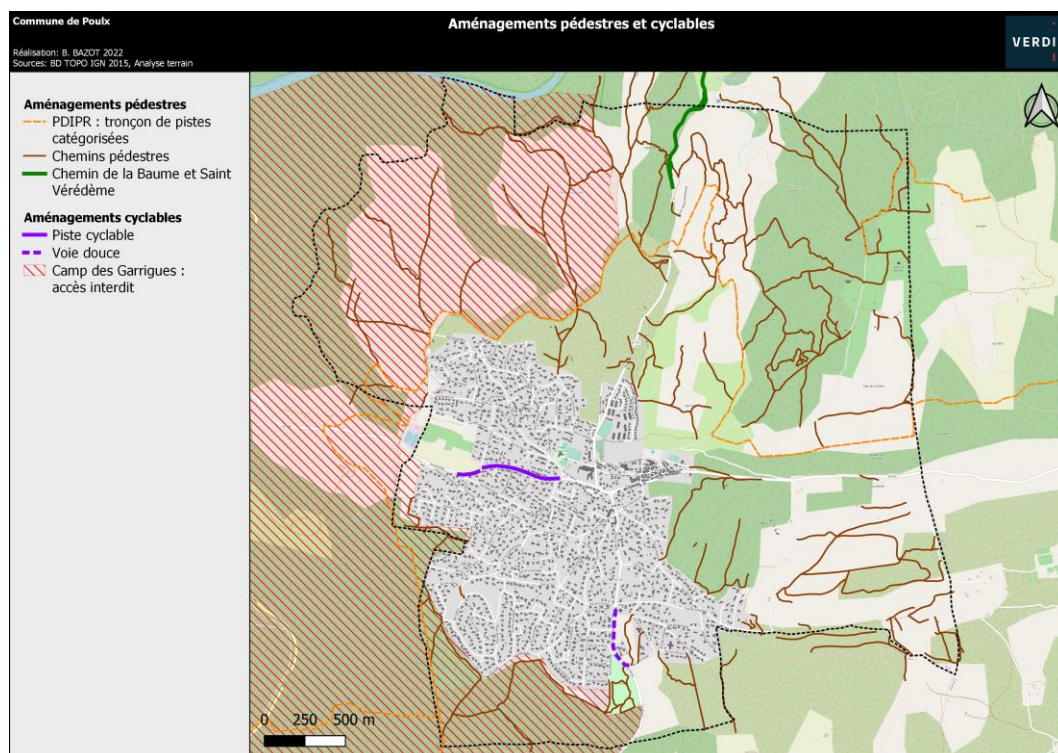 Commune de Poulx
Aménagements pédestres et cyclables
Réalisation: B. BAZOT 2022
Sources: BD TOPO IGN 2015, Analyse terrain
VERDI
Aménagements pédestres
PDIPR : tronçon de pistes
catégorisées
Chemins pédestres
Chemin de la Baume et Saint
Vérédème
Aménagements cyclables
Piste cyclable
Voie douce
Camp des Garrigues :
accès interdit
0 250 500 m